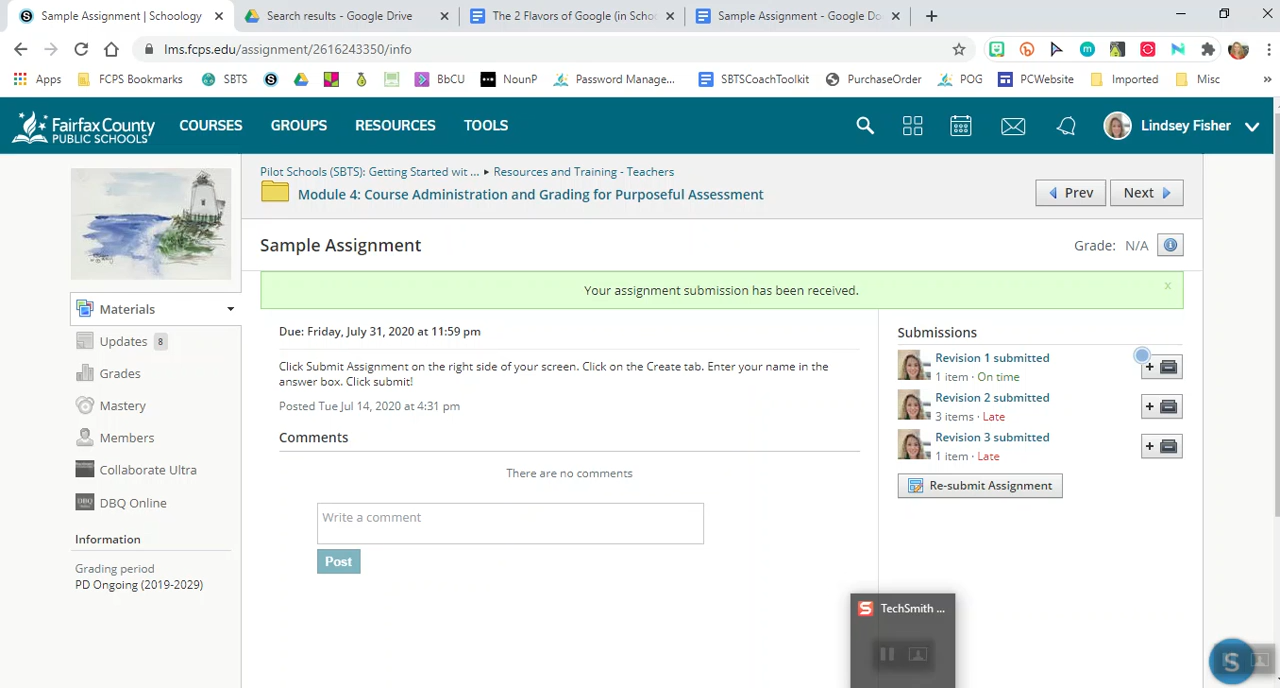 Sample Assignment | Schoology
Search results - Google Drive
The 2 Flavors of Google (in Scho
Sample Assignment - Google Do
lms.fcps.edu/assignment/2616243350/info
Apps FCPS Bookmarks SBTS BbCU NounP Password Manage... SBTSCoachToolkit PurchaseOrder POG PCWebsite Imported Misc »
Fairfax County
PUBLIC SCHOOLS
COURSES GROUPS RESOURCES TOOLS Lindsey Fisher
Pilot Schools (SBTS): Getting Started wit ... ▸ Resources and Training - Teachers
Module 4: Course Administration and Grading for Purposeful Assessment
Prev Next
Sample Assignment
Grade: N/A
Your assignment submission has been received. x
Materials
Updates 8
Grades
Mastery
Members
Collaborate Ultra
DBQ DBQ Online
Information
Grading period
PD Ongoing (2019-2029)
Due: Friday, July 31, 2020 at 11:59 pm
Click Submit Assignment on the right side of your screen. Click on the Create tab. Enter your name in the
answer box. Click submit!
Posted Tue Jul 14, 2020 at 4:31 pm
Comments
There are no comments
Write a comment
Post
Submissions
Revision 1 submitted
1 item · On time
Revision 2 submitted
3 items · Late
Revision 3 submitted
1 item · Late
Re-submit Assignment
TechSmith ...